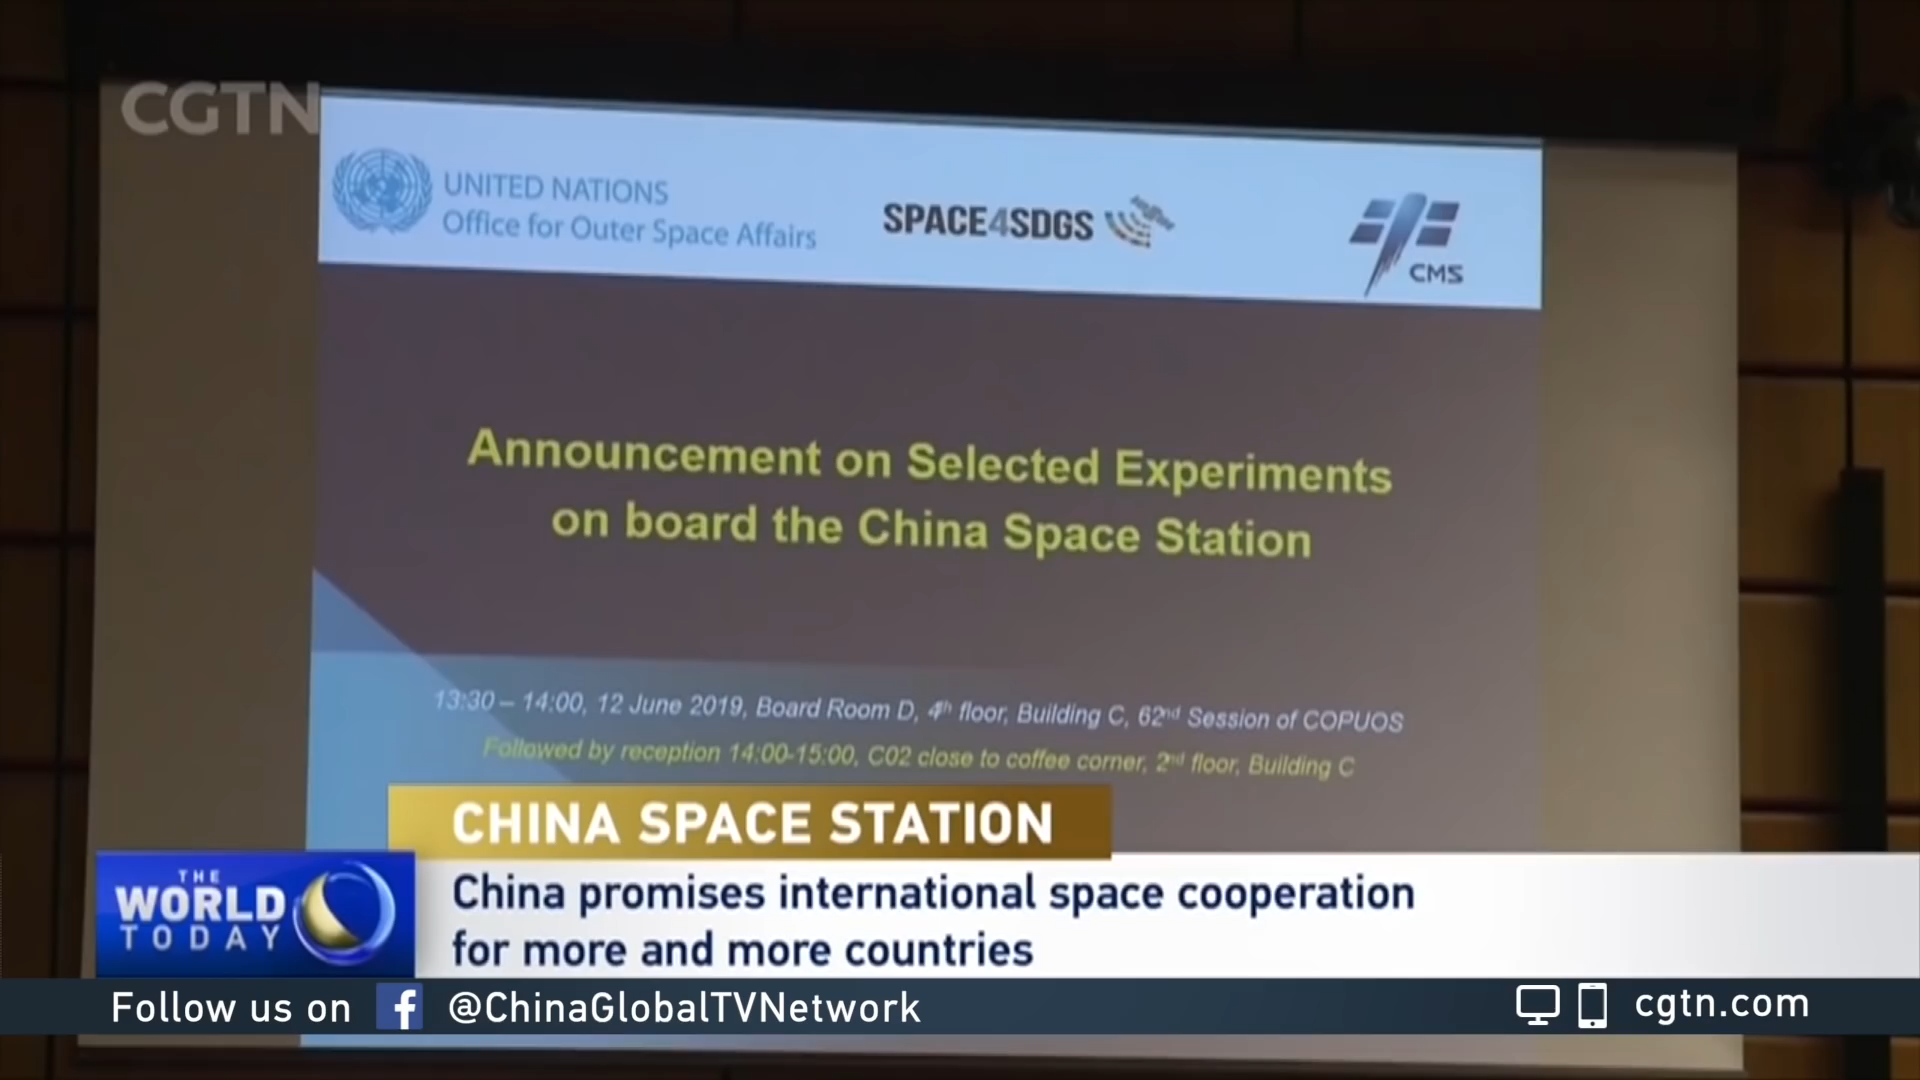 CGTN
UNITED NATIONS
Office for Outer Space Affairs
SPACE4SDGS
CMS
Announcement on Selected Experiments
on board the China Space Station
13:30 – 14:00, 12 June 2019, Board Room D, 4th floor, Building C, 62nd Session of COPUOS
Followed by reception 14:00-15:00, C02 close to coffee corner, 2nd floor, Building C
CHINA SPACE STATION
THE
WORLD
TODAY
China promises international space cooperation
for more and more countries
Follow us on f @ChinaGlobalTVNetwork
cgtn.com